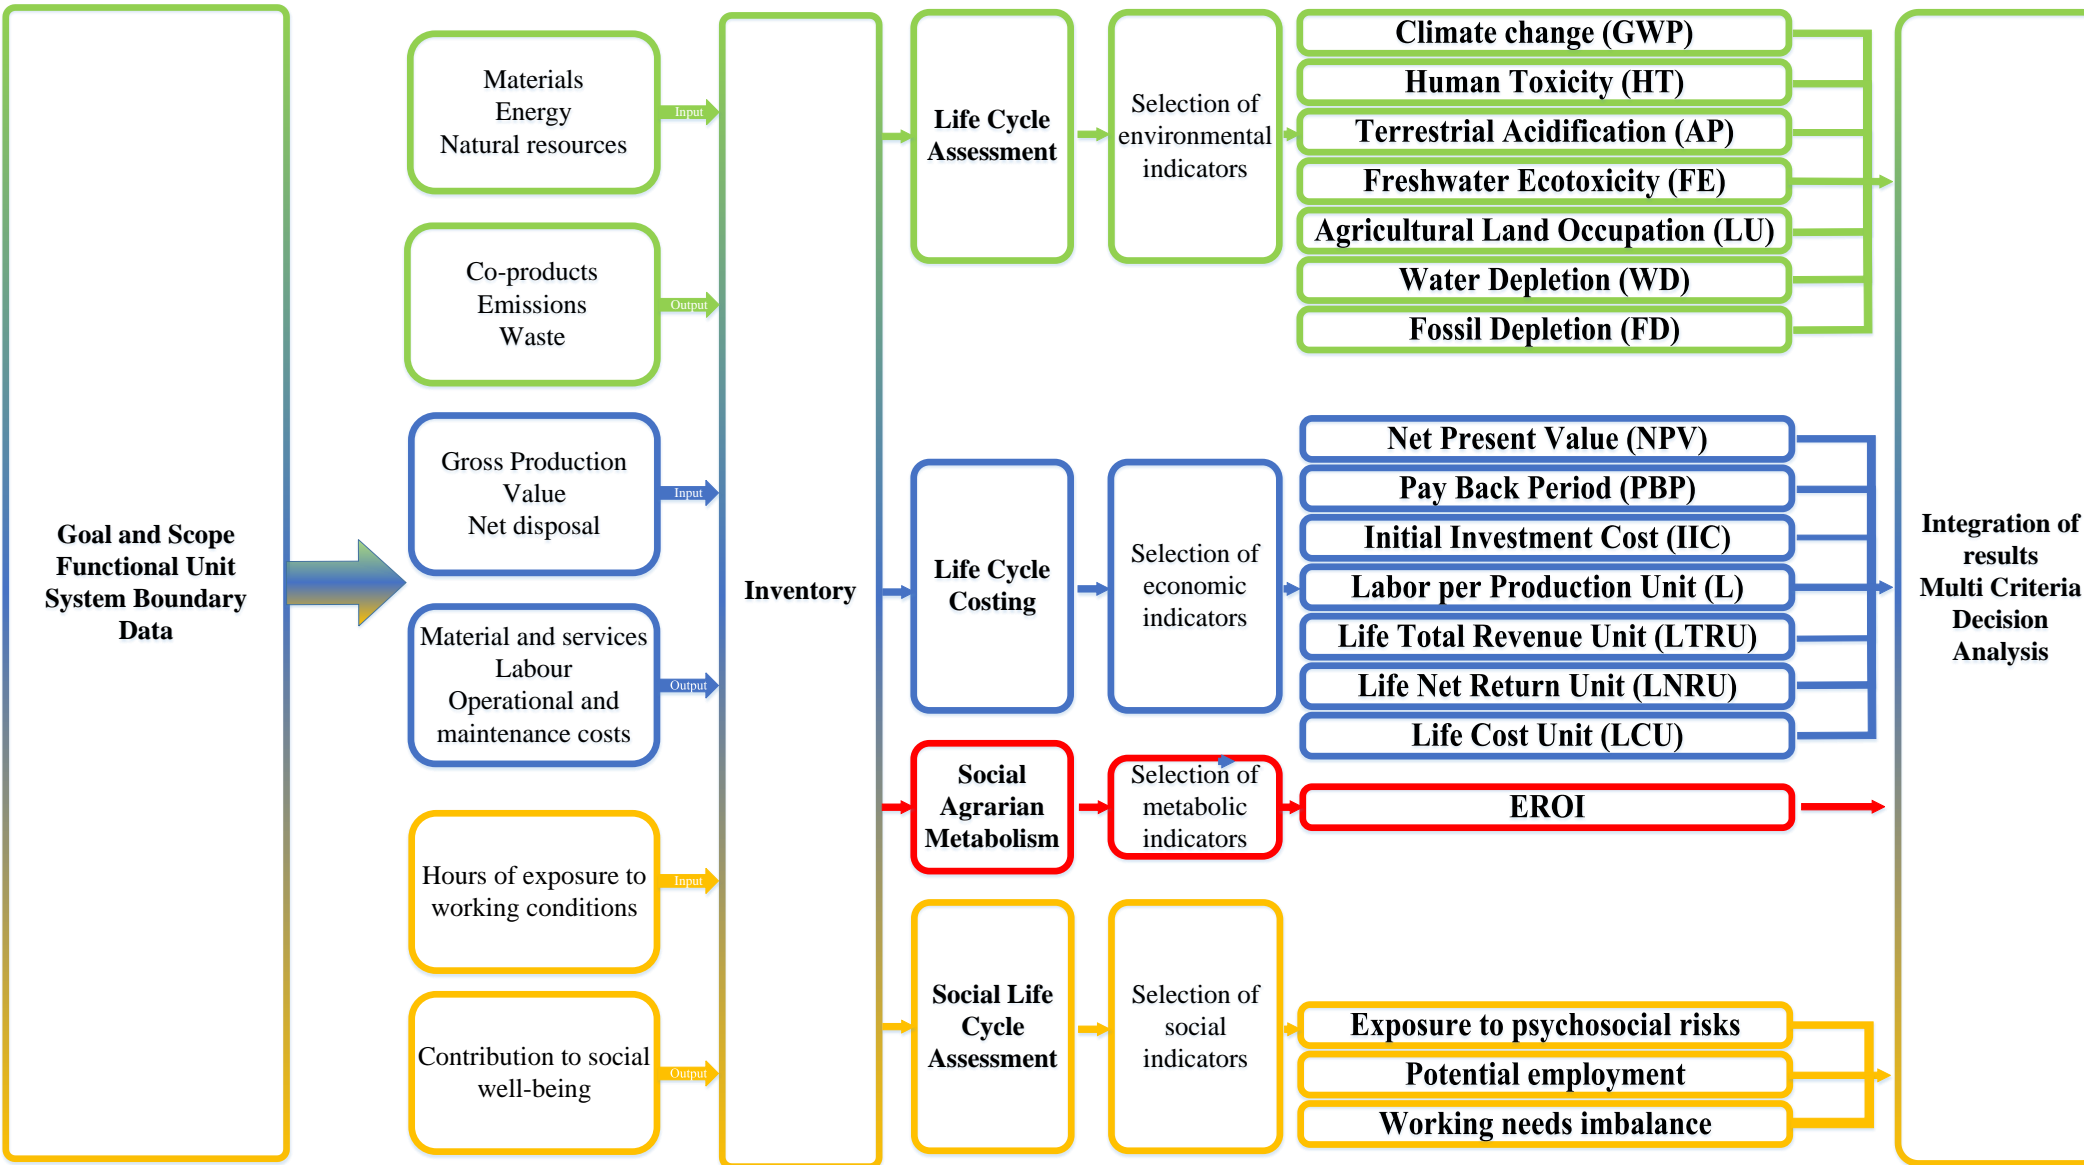 Goal and Scope
Functional Unit
System Boundary
Data
Materials
Energy
Natural resources
Input
Co-products
Emissions
Waste
Output
Gross Production
Value
Net disposal
Input
Material and services
Labour
Operational and
maintenance costs
Output
Hours of exposure to
working conditions
Input
Contribution to social
well-being
Output
Inventory
Life Cycle
Assessment
Selection of
environmental
indicators
Climate change (GWP)
Human Toxicity (HT)
Terrestrial Acidification (AP)
Freshwater Ecotoxicity (FE)
Agricultural Land Occupation (LU)
Water Depletion (WD)
Fossil Depletion (FD)
Life Cycle
Costing
Selection of
economic
indicators
Net Present Value (NPV)
Pay Back Period (PBP)
Initial Investment Cost (IIC)
Labor per Production Unit (L)
Life Total Revenue Unit (LTRU)
Life Net Return Unit (LNRU)
Life Cost Unit (LCU)
Social
Agrarian
Metabolism
Selection of
metabolic
indicators
EROI
Social Life
Cycle
Assessment
Selection of
social
indicators
Exposure to psychosocial risks
Potential employment
Working needs imbalance
Integration of
results
Multi Criteria
Decision
Analysis